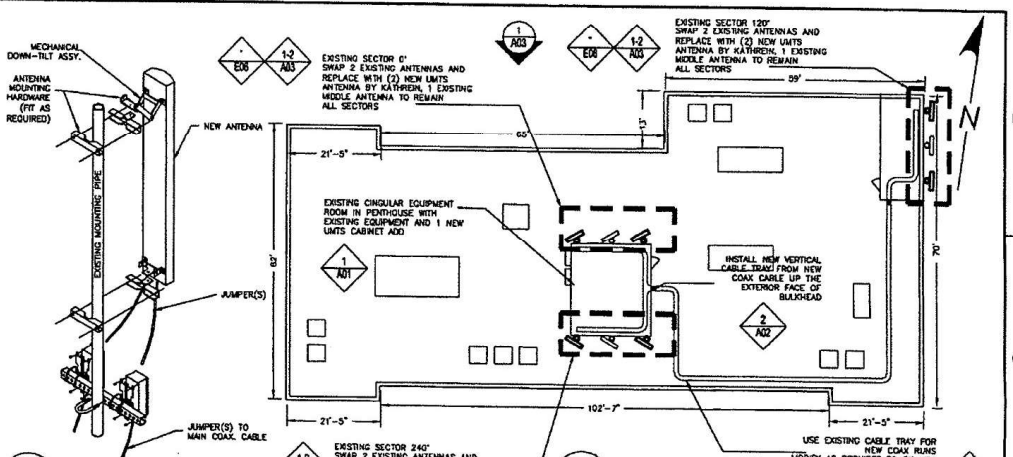 MECHANICAL
DOWN-TILT ASSY.
ANTENNA
MOUNTING
HARDWARE
(FIT AS
REQUIRED)
NEW ANTENNA
EXISTING MOUNTING PIPE
JUMPER(S)
JUMPER(S) TO
MAIN COAX. CABLE
E06
1-2
A03
EXISTING SECTOR 0°
SWAP 2 EXISTING ANTENNAS AND
REPLACE WITH (2) NEW UMTS
ANTENNA BY KATHREIN, 1 EXISTING
MIDDLE ANTENNA TO REMAIN
ALL SECTORS
1
A03
E06
1-2
A03
EXISTING SECTOR 120°
SWAP 2 EXISTING ANTENNAS AND
REPLACE WITH (2) NEW UMTS
ANTENNA BY KATHREIN, 1 EXISTING
MIDDLE ANTENNA TO REMAIN
ALL SECTORS
59'
N
65'
13'
21'-5"
EXISTING CINGULAR EQUIPMENT
ROOM IN PENTHOUSE WITH
EXISTING EQUIPMENT AND 1 NEW
UMTS CABINET ADD
82'
1
A01
INSTALL NEW VERTICAL
CABLE TRAY FROM NEW
COAX CABLE UP THE
EXTERIOR FACE OF
BULKHEAD
70'
2
A02
21'-5"
102'-7"
21'-5"
EXISTING SECTOR 240°
SWAP 2 EXISTING ANTENNAS AND
USE EXISTING CABLE TRAY FOR
NEW COAX RUNS